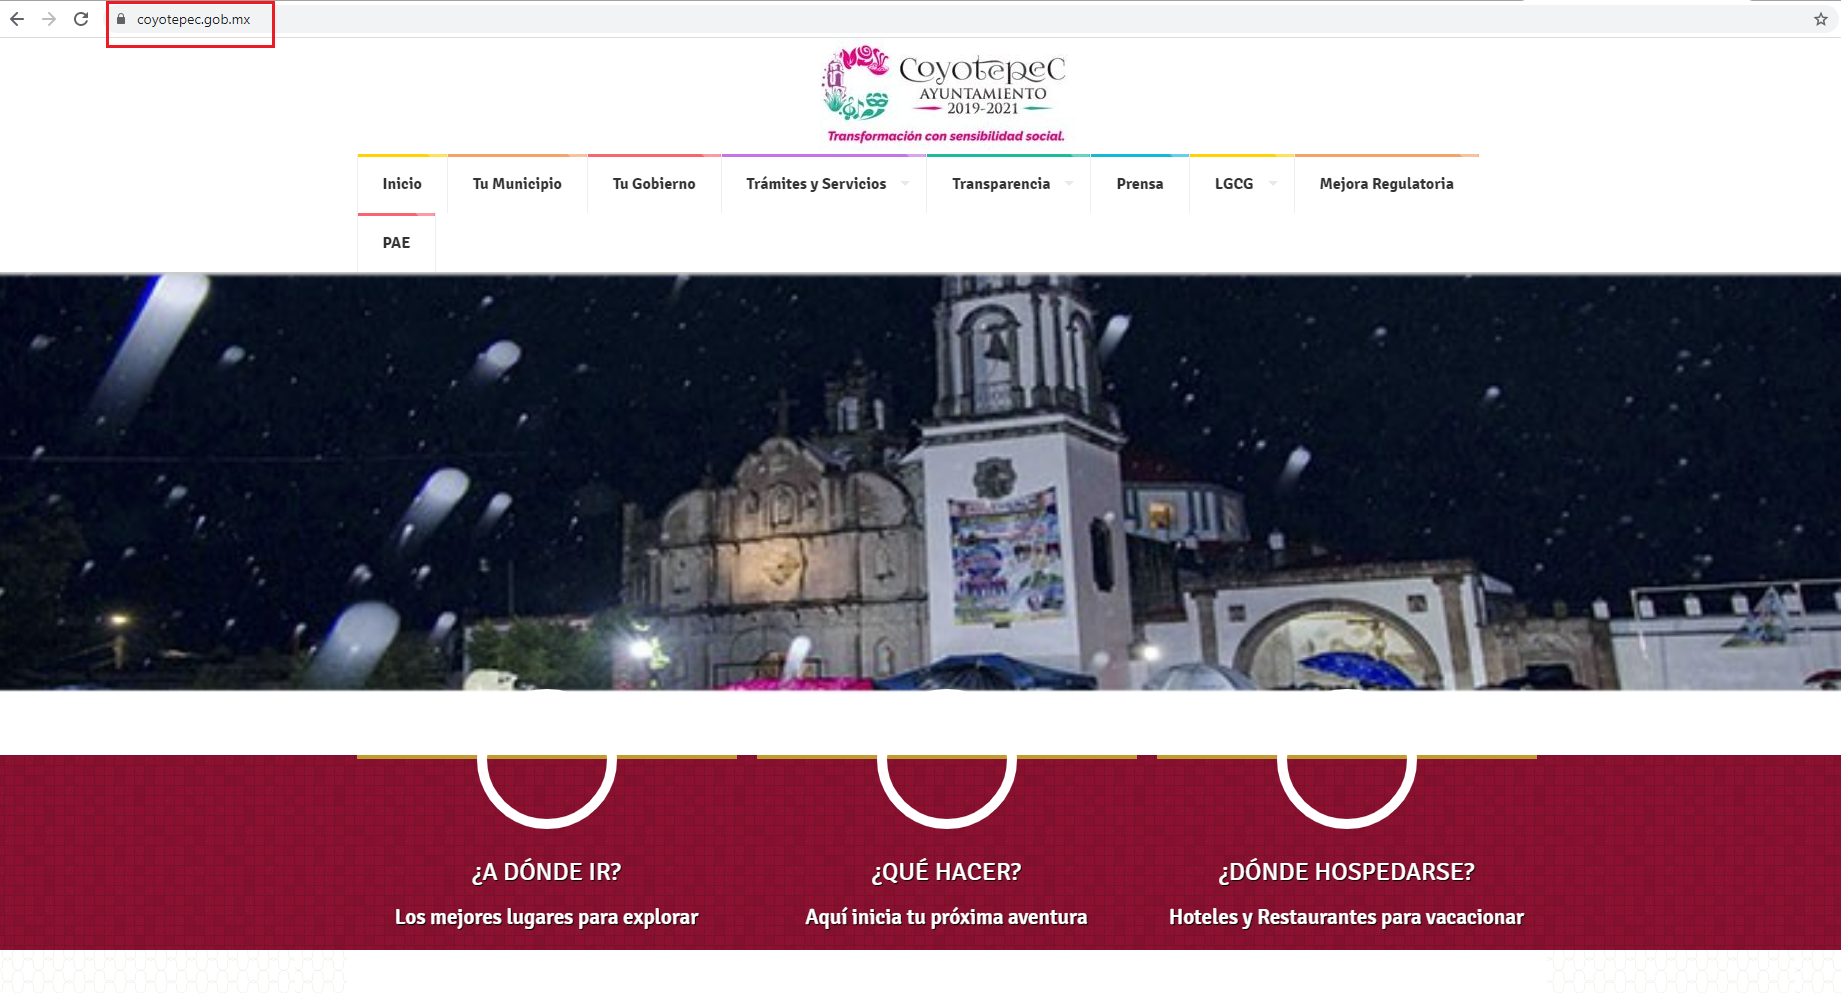 coyotepec.gob.mx
Coyotepec
AYUNTAMIENTO
2019-2021
Transformación con sensibilidad social.
Inicio
Tu Municipio
Tu Gobierno
Trámites y Servicios
Transparencia
Prensa
LGCG
Mejora Regulatoria
PAE
¿A DÓNDE IR?
Los mejores lugares para explorar
¿QUÉ HACER?
Aquí inicia tu próxima aventura
¿DÓNDE HOSPEDARSE?
Hoteles y Restaurantes para vacacionar